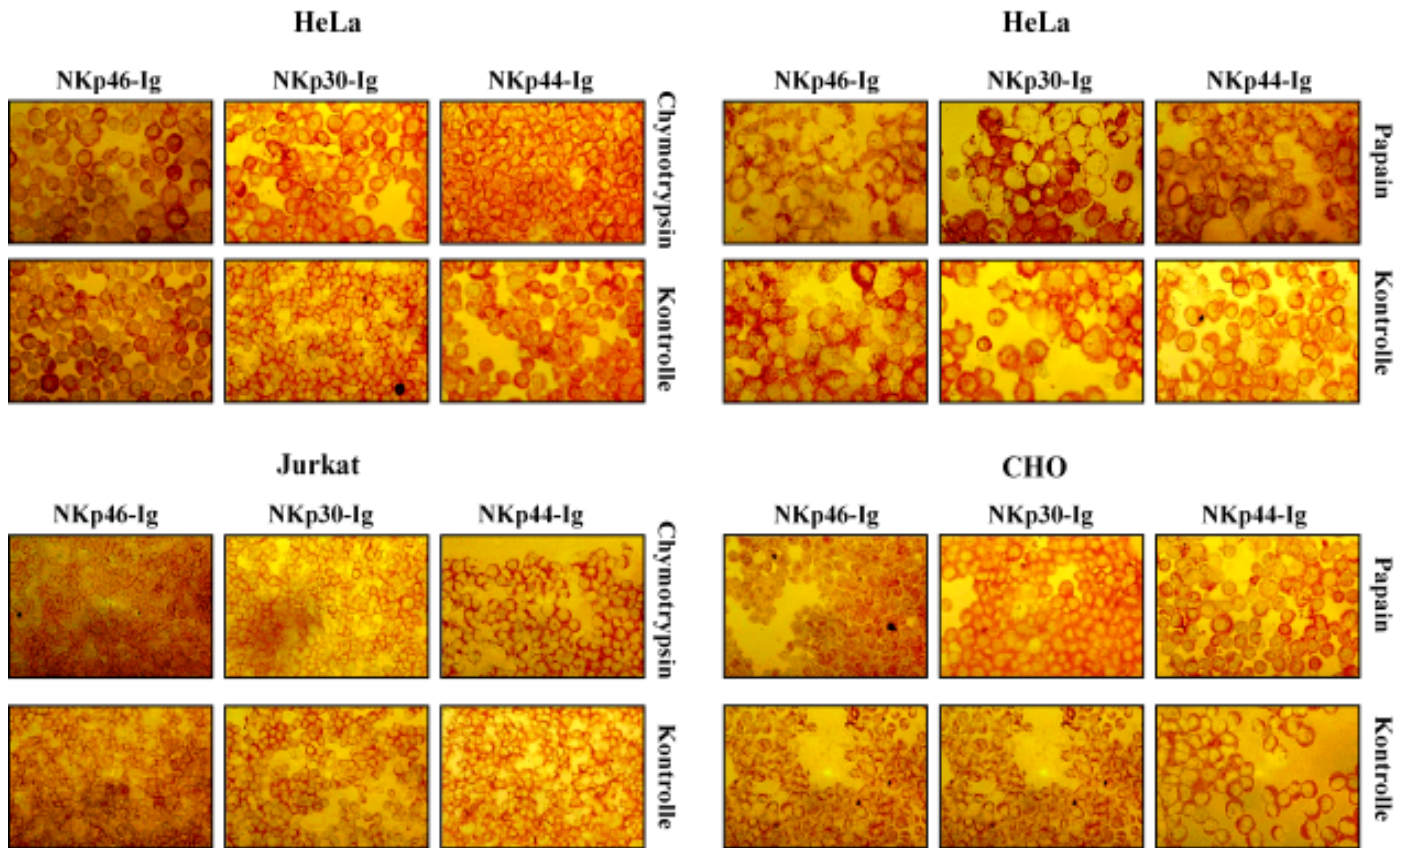 HeLa
NKp46-Ig NKp30-Ig NKp44-Ig
Chymotrypsin
Kontrolle
HeLa
NKp46-Ig NKp30-Ig NKp44-Ig
Papain
Kontrolle
Jurkat
NKp46-Ig NKp30-Ig NKp44-Ig
Chymotrypsin
Kontrolle
CHO
NKp46-Ig NKp30-Ig NKp44-Ig
Papain
Kontrolle